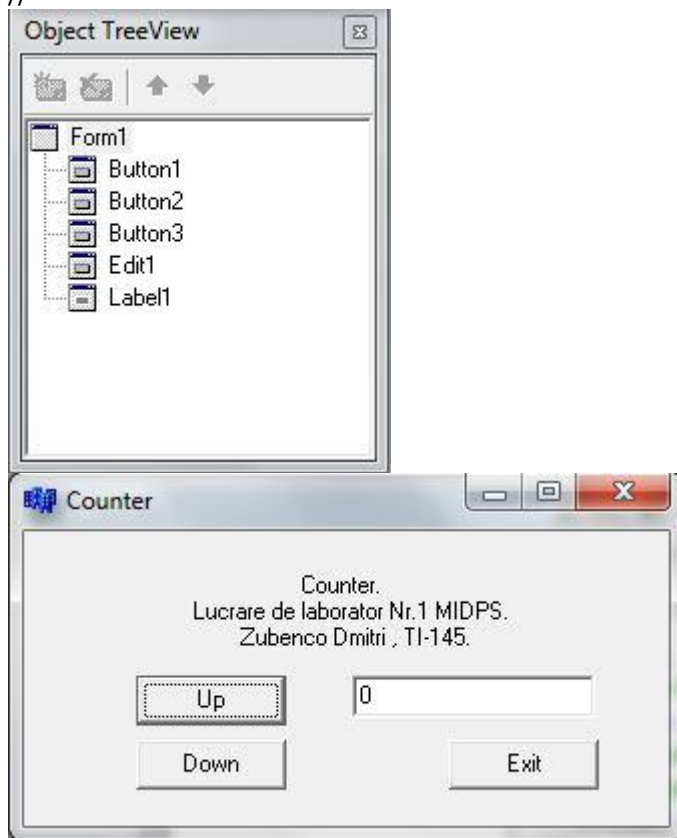 //
Object TreeView
Form1
Button1
Button2
Button3
Edit1
Label1
Counter
Counter.
Lucrare de laborator Nr.1 MIDPS.
Zubenco Dmitri , TI-145.
Up
0
Down
Exit